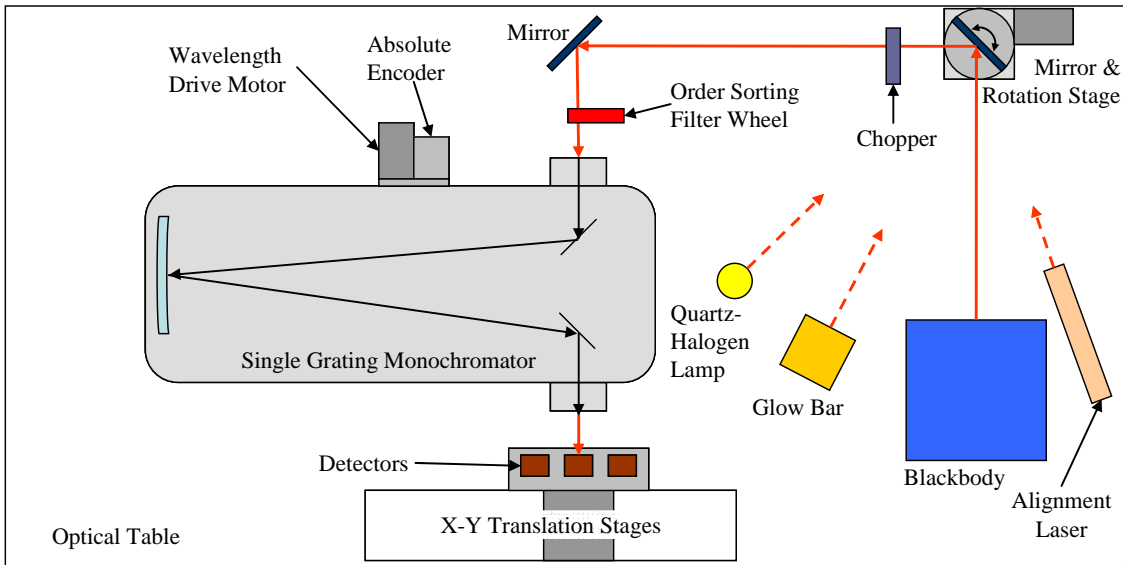 Mirror
Wavelength
Drive Motor
Absolute
Encoder
Order Sorting
Filter Wheel
Chopper
Mirror &
Rotation Stage
Quartz-
Halogen
Lamp
Single Grating Monochromator
Glow Bar
Detectors
Blackbody
Alignment
Laser
X-Y Translation Stages
Optical Table